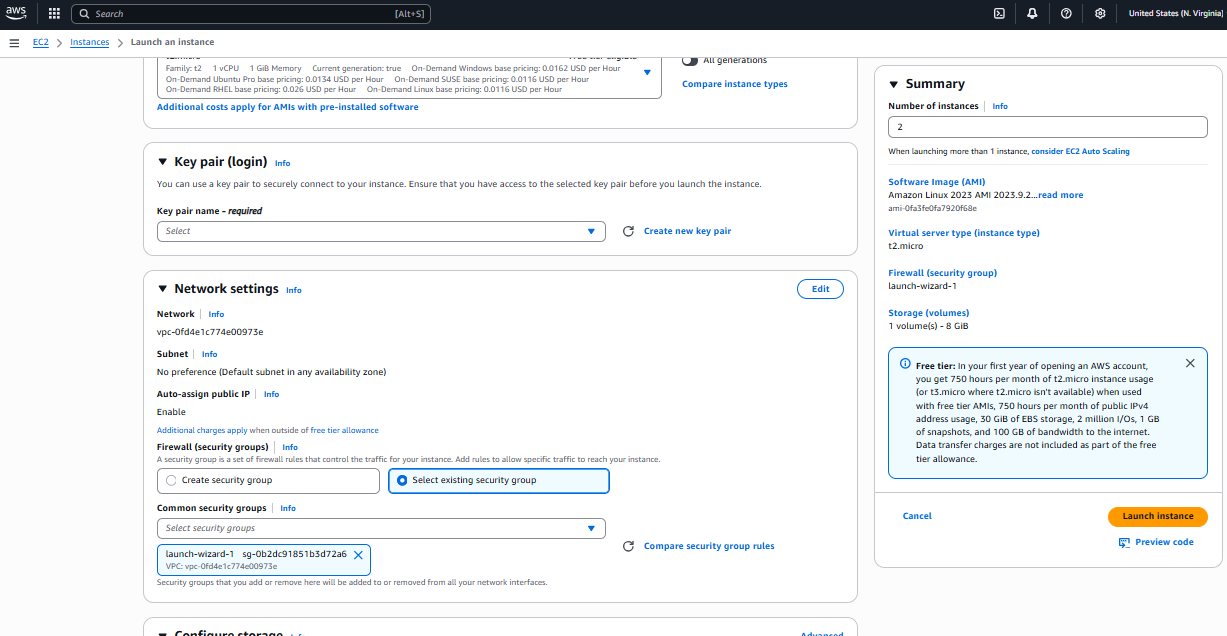 aws
Search
[Alt+S]
United States (N. Virginia)
EC2
Instances
Launch an instance
Family: t2 1 vCPU 1 GiB Memory Current generation: true On-Demand Windows base pricing: 0.0162 USD per Hour
On-Demand Ubuntu Pro base pricing: 0.0134 USD per Hour On-Demand SUSE base pricing: 0.0116 USD per Hour
On-Demand RHEL base pricing: 0.026 USD per Hour On-Demand Linux base pricing: 0.0116 USD per Hour
All generations
Compare instance types
Additional costs apply for AMIs with pre-installed software
Key pair (login) Info
You can use a key pair to securely connect to your instance. Ensure that you have access to the selected key pair before you launch the instance.
Key pair name - required
Select
Create new key pair
Network settings Info
Edit
Network Info
vpc-0fd4e1c774e00973e
Subnet Info
No preference (Default subnet in any availability zone)
Auto-assign public IP Info
Enable
Additional charges apply when outside of free tier allowance
Firewall (security groups) Info
A security group is a set of firewall rules that control the traffic for your instance. Add rules to allow specific traffic to reach your instance.
Create security group
Select existing security group
Common security groups Info
Select security groups
launch-wizard-1 sg-0b2dc91851b3d72a6
VPC: vpc-0fd4e1c774e00973e
Compare security group rules
Security groups that you add or remove here will be added to or removed from all your network interfaces.
Configure storage
Advanced
Summary
Number of instances Info
2
When launching more than 1 instance, consider EC2 Auto Scaling
Software Image (AMI)
Amazon Linux 2023 AMI 2023.9.2...read more
ami-0fa3fe0fa7920f68e
Virtual server type (instance type)
t2.micro
Firewall (security group)
launch-wizard-1
Storage (volumes)
1 volume(s) - 8 GiB
Free tier: In your first year of opening an AWS account,
you get 750 hours per month of t2.micro instance usage
(or t3.micro where t2.micro isn't available) when used
with free tier AMIs, 750 hours per month of public IPv4
address usage, 30 GiB of EBS storage, 2 million I/Os, 1 GB
of snapshots, and 100 GB of bandwidth to the internet.
Data transfer charges are not included as part of the free
tier allowance.
Cancel
Launch instance
Preview code